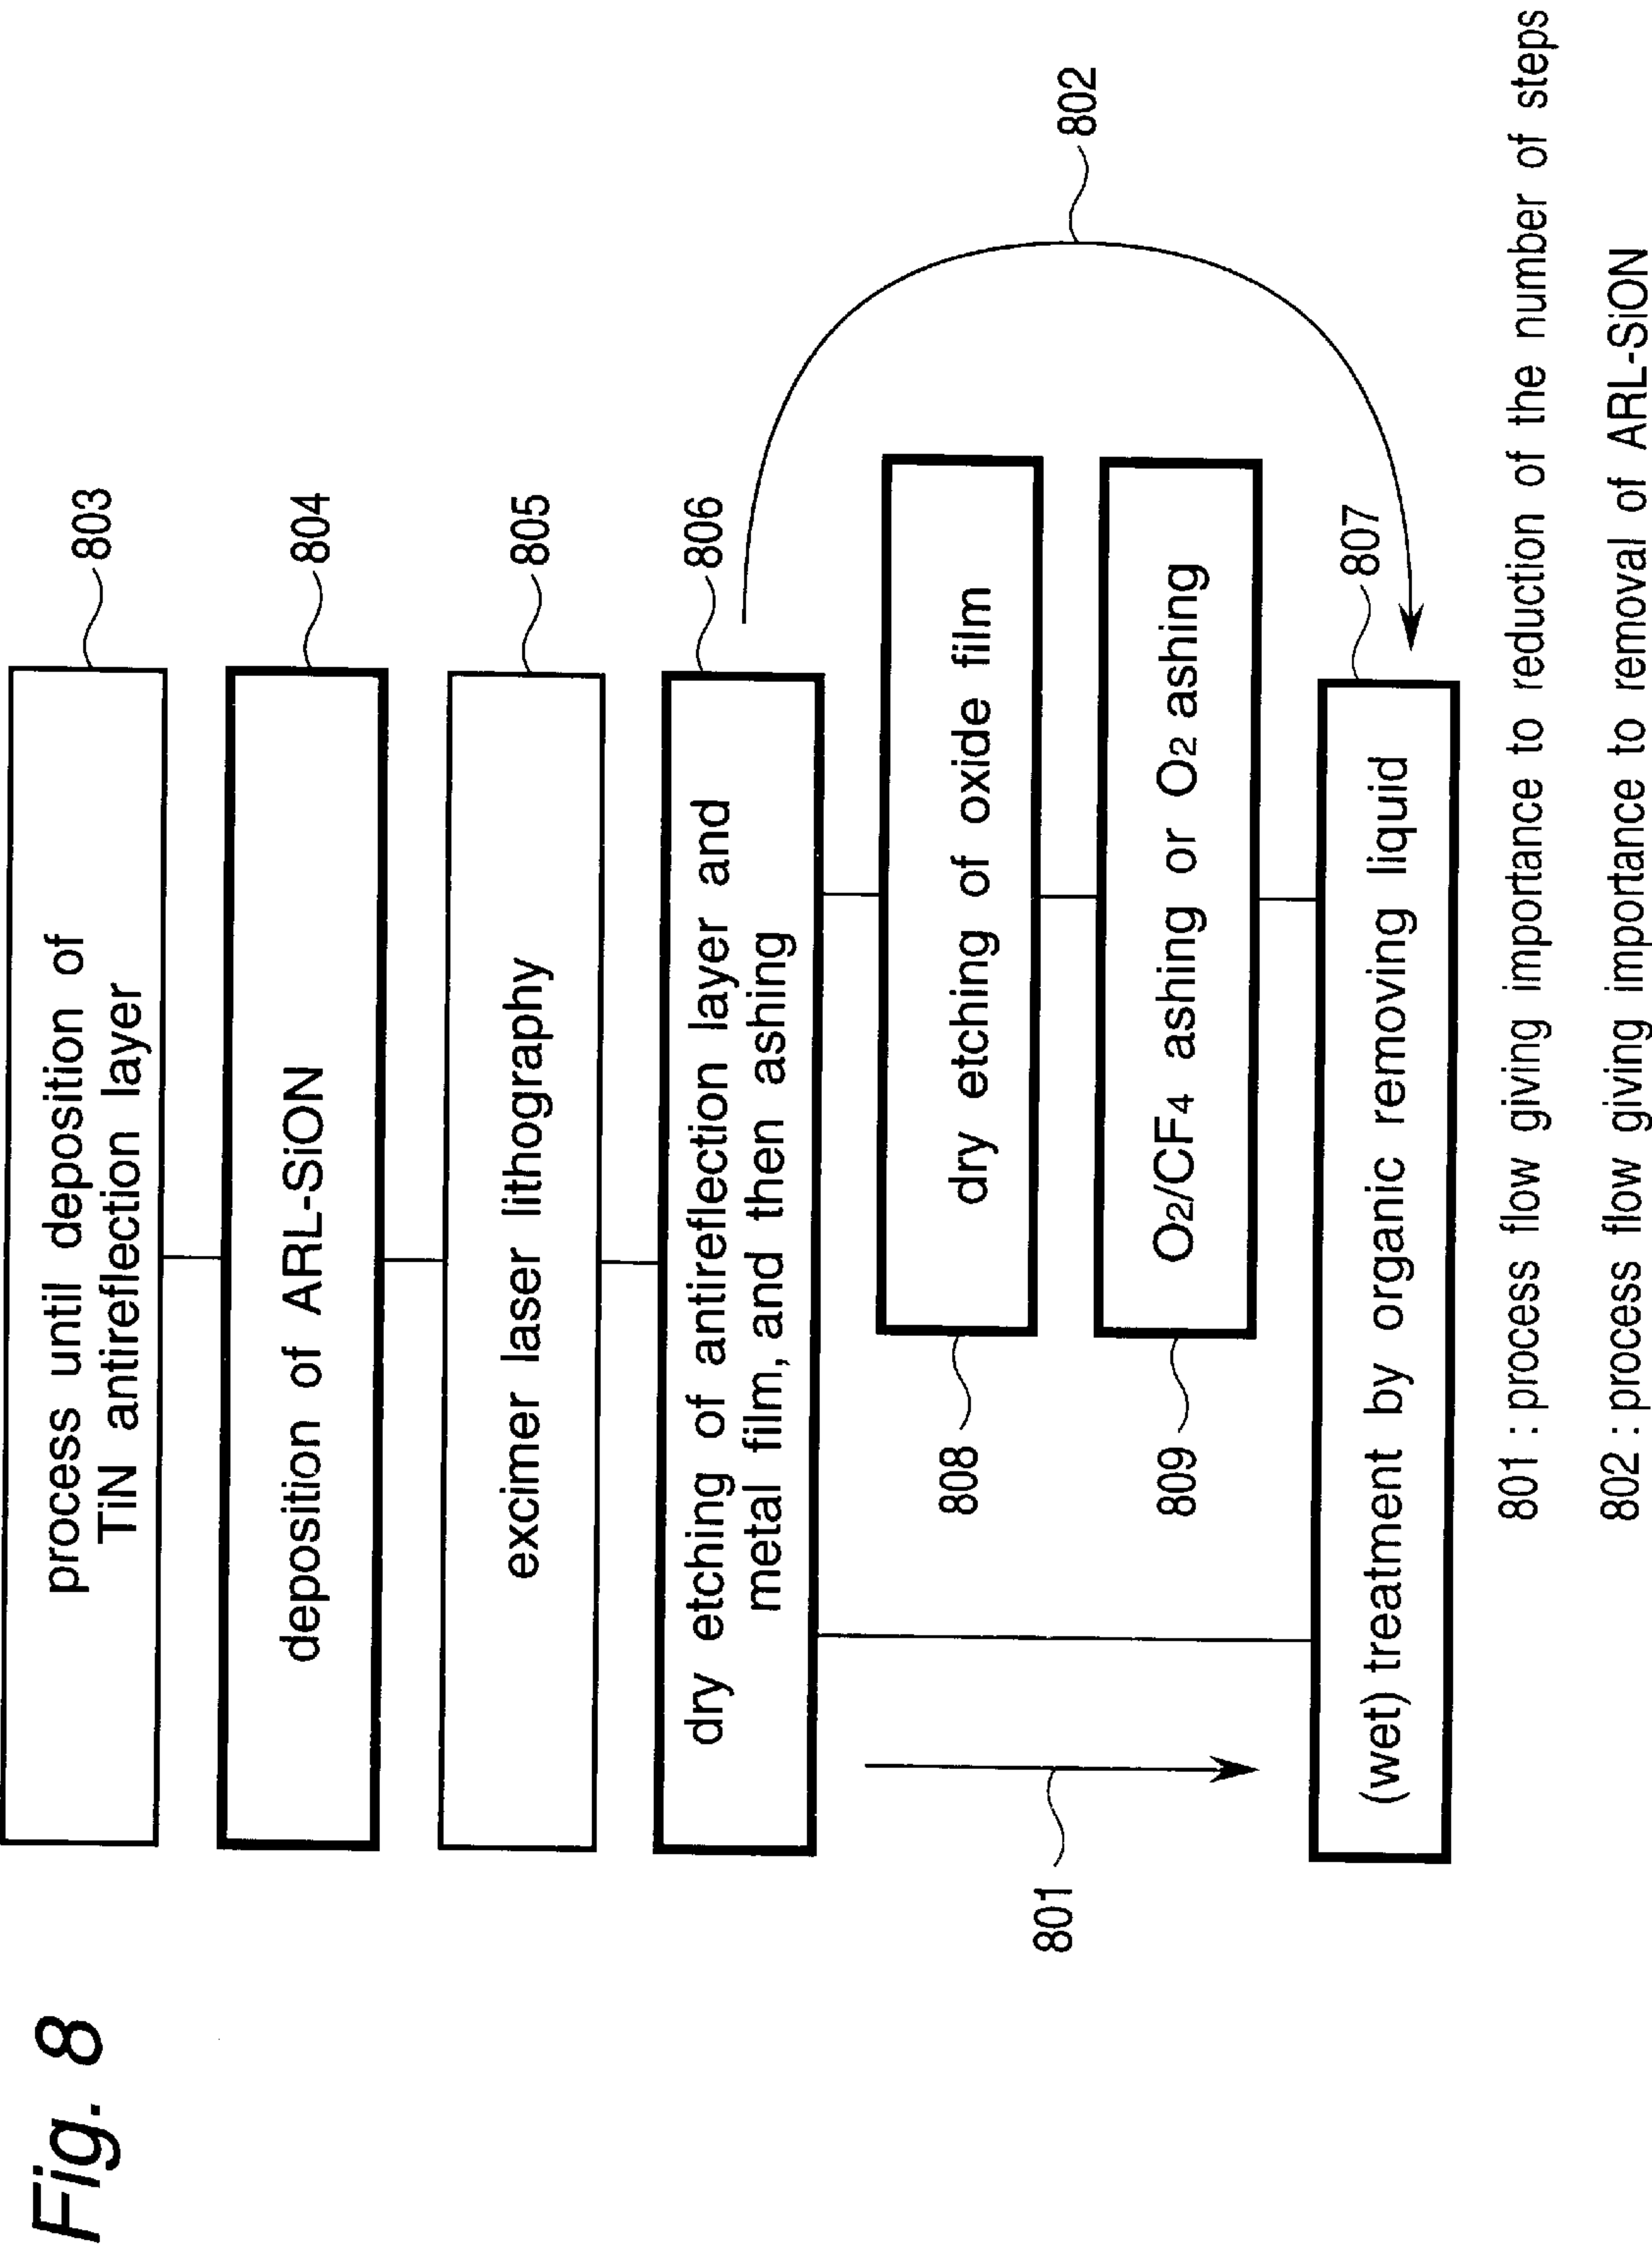 Fig. 8
process until deposition of
TiN antireflection layer
803
deposition of ARL-SiON
804
excimer laser lithography
805
dry etching of antireflection layer and
metal film, and then ashing
806
808
dry etching of oxide film
802
801
809
O2/CF4 ashing or O2 ashing
(wet) treatment by organic removing liquid
807
801 : process flow giving importance to reduction of the number of steps
802 : process flow giving importance to removal of ARL-SiON